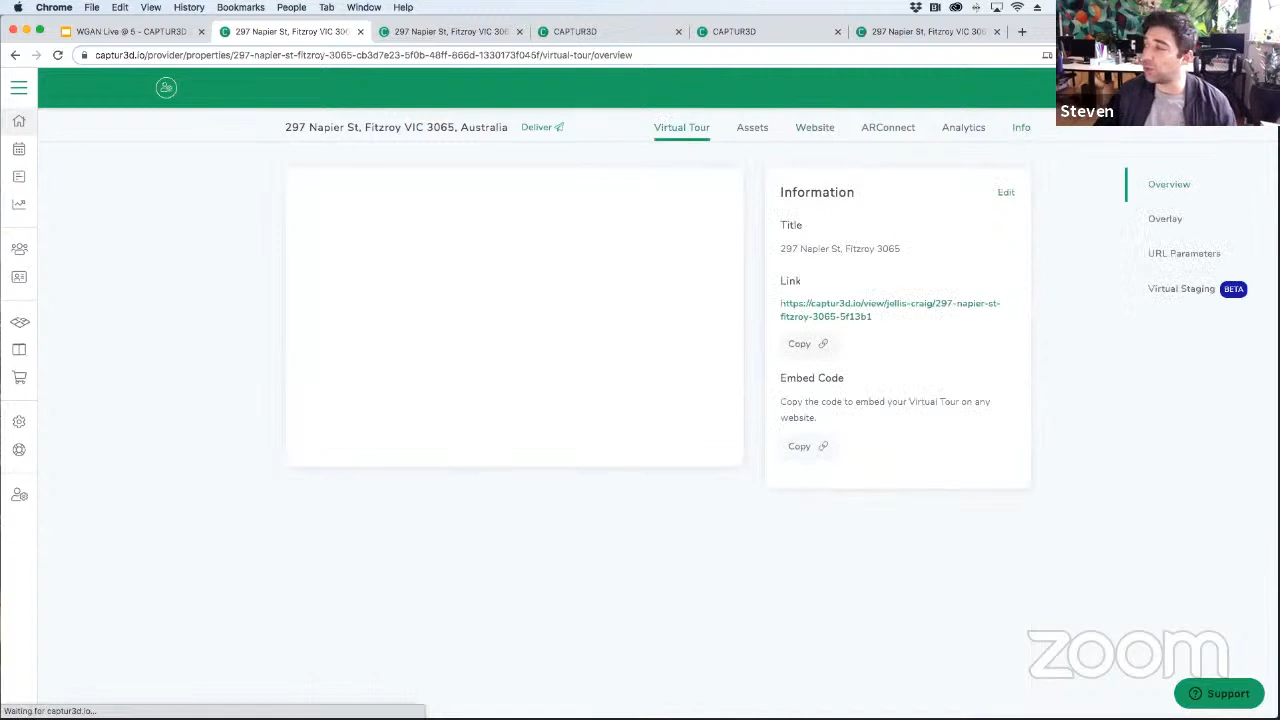 Chrome File Edit View History Bookmarks People Tab Window Help
WGAN Live @ 5 - CAPTUR3D
297 Napier St, Fitzroy VIC 30
297 Napier St, Fitzroy VIC 306
CAPTUR3D
CAPTUR3D
297 Napier St, Fitzroy VIC 306
captur3d.io/provider/properties/297-napier-st-fitzroy-3065-cb3d7e23-5f0b-48ff-866d-1330173f045f/virtual-tour/overview
Steven
297 Napier St, Fitzroy VIC 3065, Australia
Deliver
Virtual Tour
Assets
Website
ARConnect
Analytics
Info
Information
Edit
Title
297 Napier St, Fitzroy 3065
Link
https://captur3d.io/view/jellis-craig/297-napier-st-
fitzroy-3065-5f13b1
Copy
Embed Code
Copy the code to embed your Virtual Tour on any
website.
Copy
Overview
Overlay
URL Parameters
Virtual Staging BETA
zoom
Support
Waiting for captur3d.io...